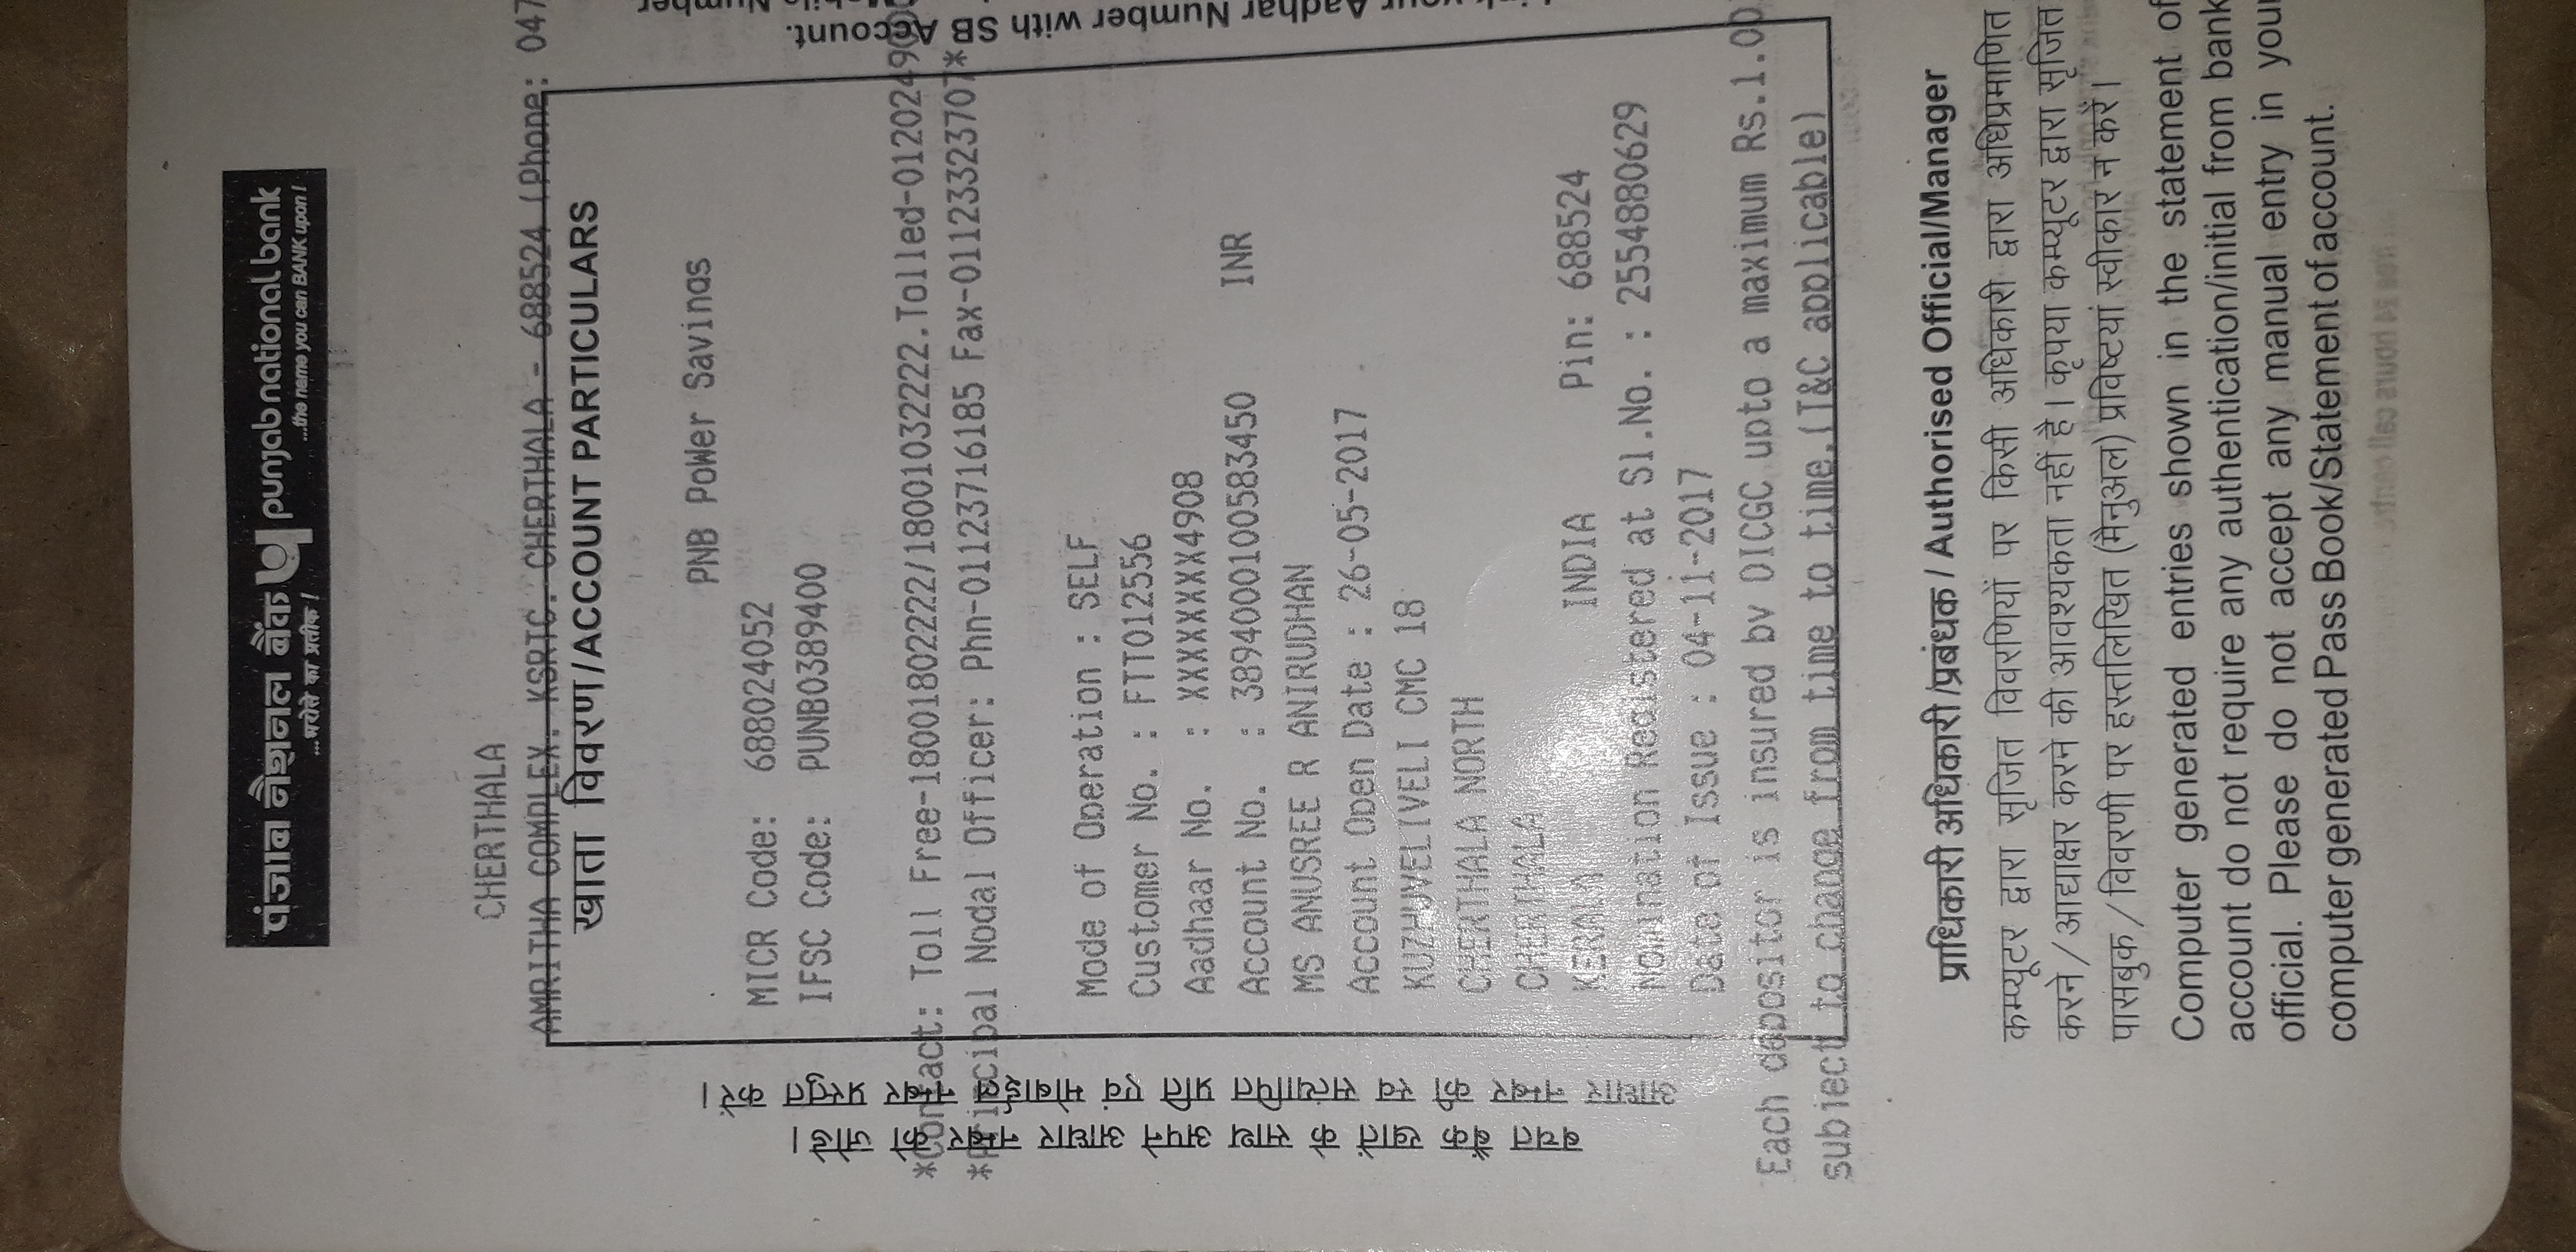 पंजाब नैशनल बैंक punjab national bank
...भरोसे का प्रतीक ! ...the name you can BANK upon !
CHERTHALA
AMRITHA COMPLEX. KSRTC. CHERTHALA - 688524 (Phone: 047
खाता विवरण/ACCOUNT PARTICULARS
PNB PoWer Savings
MICR Code: 688024052
IFSC Code: PUNB0389400
*Contact: Toll Free-18001802222/18001032222.Tolled-0120249
*Principal Nodal Officer: Phn-01123716185 Fax-01123323707*
Mode of Operation : SELF
Customer No. : FTT012556
Aadhaar No. : XXXXXXXX4908
Account No. : 3894000100583450 INR
MS ANUSREE R ANIRUDHAN
Account Open Date : 26-05-2017
KUZHUVELIVELI CMC 18
CHERTHALA NORTH
CHERTHALA
KERALA INDIA Pin: 688524
Nomination Registered at Sl.No. : 2554880629
Date of Issue : 04-11-2017
Each depositor is insured by DICGC upto a maximum Rs.1.00
subject to change from time to time.(T&C applicable)
प्राधिकारी अधिकारी/प्रबंधक / Authorised Official/Manager
कम्प्यूटर द्वारा सृजित विवरणियों पर किसी अधिकारी द्वारा अधिप्रमाणित
करने/आद्याक्षर करने की आवश्यकता नहीं है। कृपया कम्प्यूटर द्वारा सृजित
पासबुक/विवरणी पर हस्तलिखित (मैनुअल) प्रविष्टयां स्वीकार न करें।
Computer generated entries shown in the statement of
account do not require any authentication/initial from bank
official. Please do not accept any manual entry in your
computer generated Pass Book/Statement of account.
बचत बैंक खाते के साथ अपने आधार नम्बर को जोड़े।
आधार नम्बर की स्व सत्यापित प्रति एवं मोबाईल नम्बर प्रस्तुत करें।
your Aadhar Number with SB Account.
Mobile Number